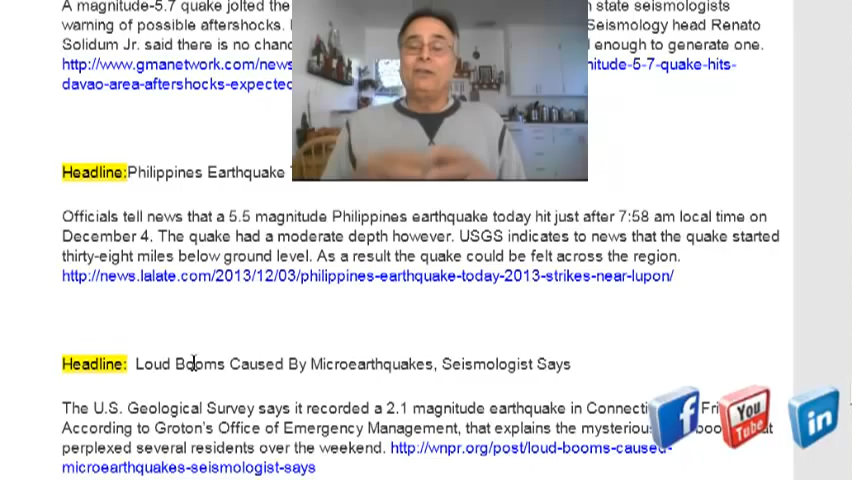 A magnitude-5.7 quake jolted the n state seismologists
warning of possible aftershocks. Seismology head Renato
Solidum Jr. said there is no chanc d enough to generate one.
http://www.gmanetwork.com/news nitude-5-7-quake-hits-
davao-area-aftershocks-expected
Headline:Philippines Earthquake
Officials tell news that a 5.5 magnitude Philippines earthquake today hit just after 7:58 am local time on
December 4. The quake had a moderate depth however. USGS indicates to news that the quake started
thirty-eight miles below ground level. As a result the quake could be felt across the region.
http://news.lalate.com/2013/12/03/philippines-earthquake-today-2013-strikes-near-lupon/
Headline: Loud Booms Caused By Microearthquakes, Seismologist Says
The U.S. Geological Survey says it recorded a 2.1 magnitude earthquake in Connecti Fri
According to Groton's Office of Emergency Management, that explains the mysterious boo at
perplexed several residents over the weekend. http://wnpr.org/post/loud-booms-caused-
microearthquakes-seismologist-says
f
You
Tube
in